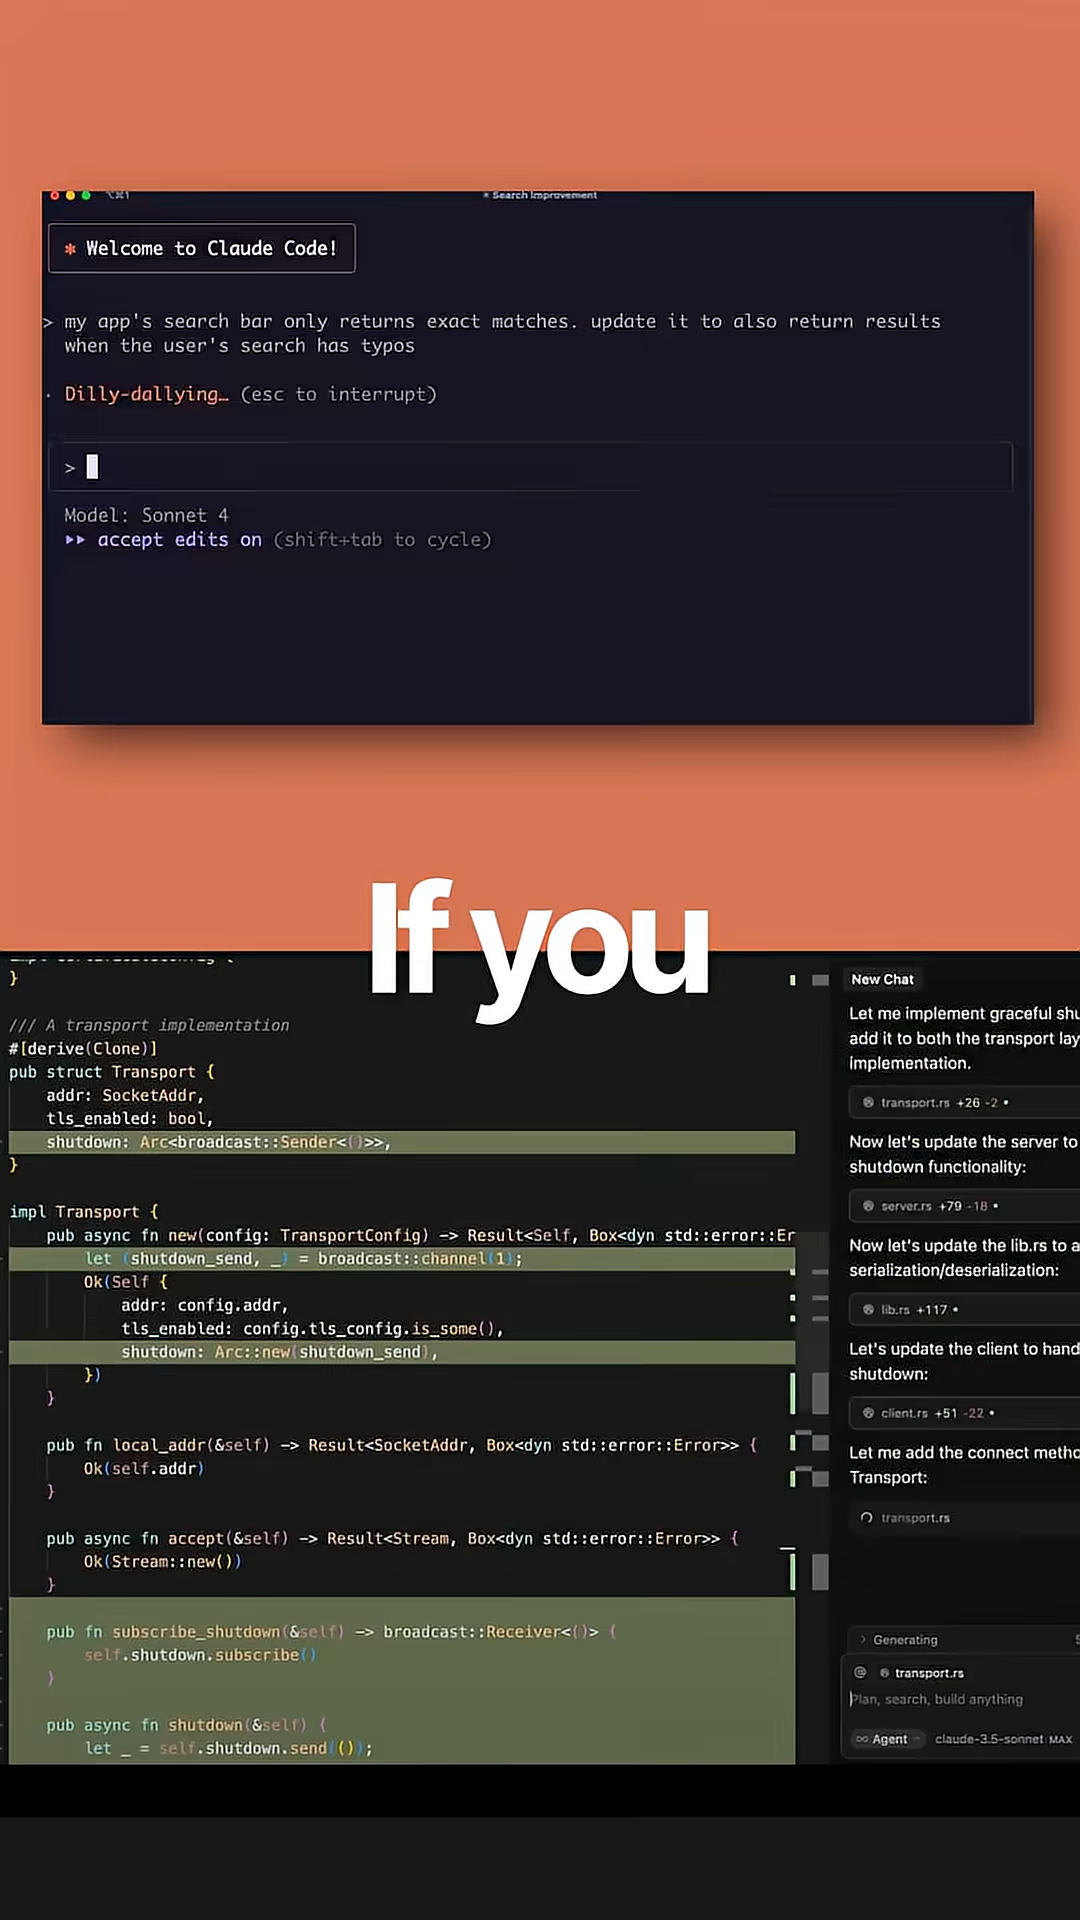 ⌥⌘1
* Search Improvement
* Welcome to Claude Code!
> my app's search bar only returns exact matches. update it to also return results
when the user's search has typos
· Dilly-dallying… (esc to interrupt)
>
Model: Sonnet 4
▸▸ accept edits on (shift+tab to cycle)
If you
}
/// A transport implementation
#[derive(Clone)]
pub struct Transport {
addr: SocketAddr,
tls_enabled: bool,
shutdown: Arc<broadcast::Sender<()>>,
}
impl Transport {
pub async fn new(config: TransportConfig) -> Result<Self, Box<dyn std::error::Er
let (shutdown_send, _) = broadcast::channel(1);
Ok(Self {
addr: config.addr,
tls_enabled: config.tls_config.is_some(),
shutdown: Arc::new(shutdown_send),
})
}
pub fn local_addr(&self) -> Result<SocketAddr, Box<dyn std::error::Error>> {
Ok(self.addr)
}
pub async fn accept(&self) -> Result<Stream, Box<dyn std::error::Error>> {
Ok(Stream::new())
}
pub fn subscribe_shutdown(&self) -> broadcast::Receiver<()> {
self.shutdown.subscribe()
}
pub async fn shutdown(&self) {
let _ = self.shutdown.send(());
New Chat
Let me implement graceful shu
add it to both the transport lay
implementation.
transport.rs +26 -2 •
Now let's update the server to
shutdown functionality:
server.rs +79 -18 •
Now let's update the lib.rs to a
serialization/deserialization:
lib.rs +117 •
Let's update the client to hand
shutdown:
client.rs +51 -22 •
Let me add the connect metho
Transport:
transport.rs
> Generating
@ transport.rs
Plan, search, build anything
∞ Agent claude-3.5-sonnet MAX